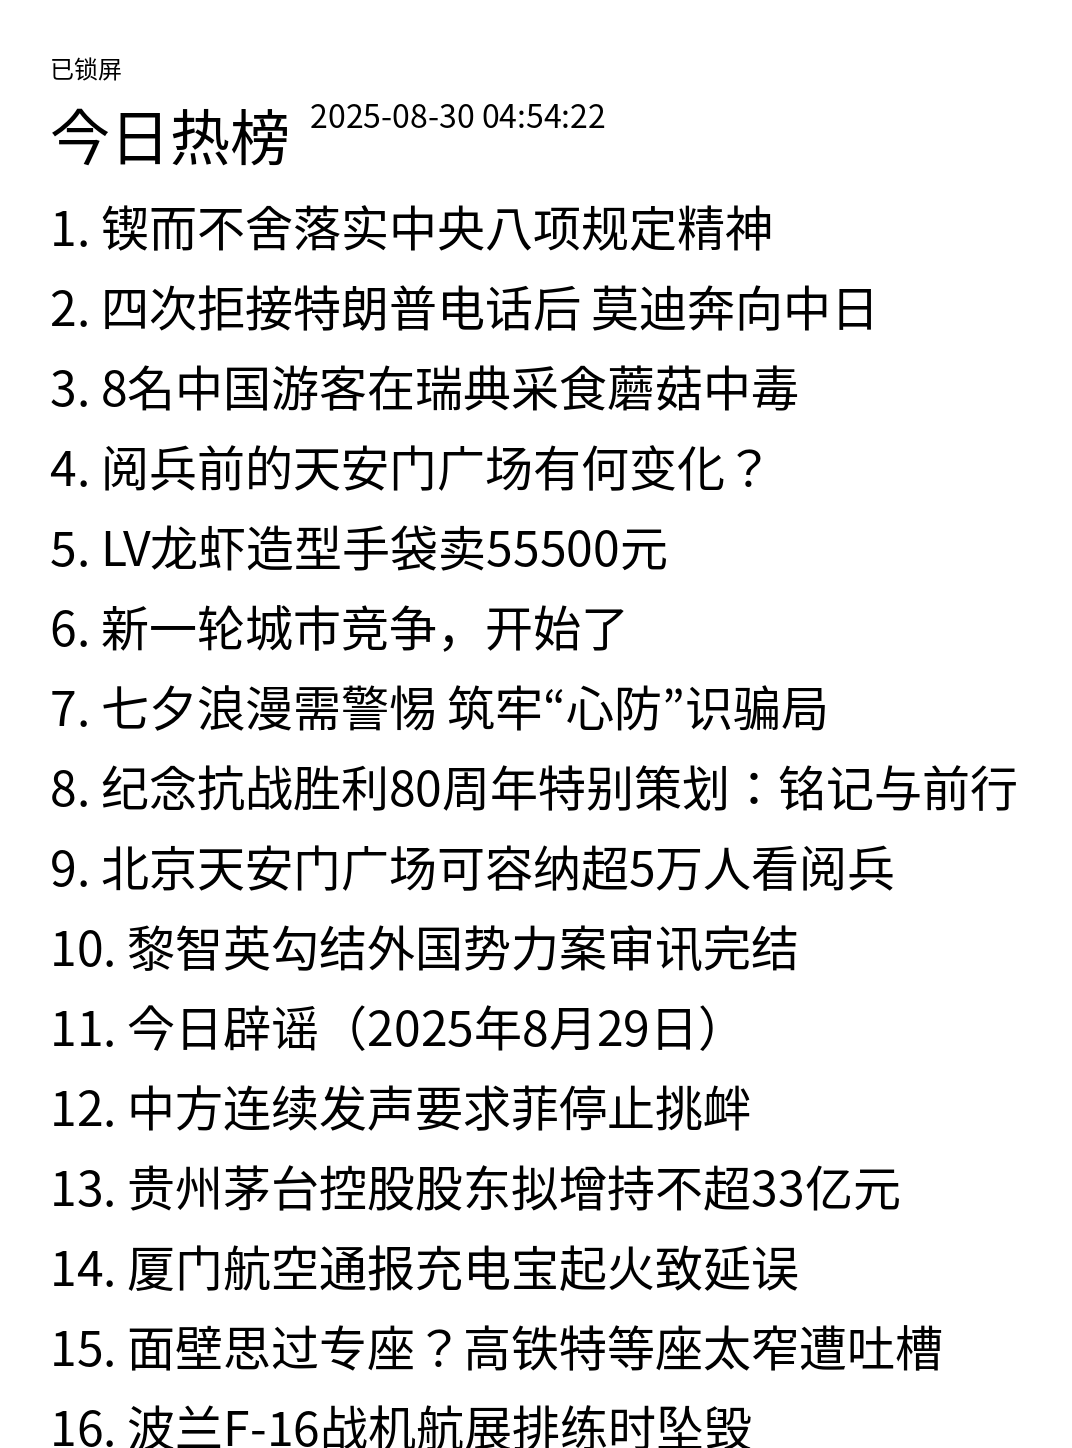 已锁屏
今日热榜 2025-08-30 04:54:22
1. 锲而不舍落实中央八项规定精神
2. 四次拒接特朗普电话后 莫迪奔向中日
3. 8名中国游客在瑞典采食蘑菇中毒
4. 阅兵前的天安门广场有何变化？
5. LV龙虾造型手袋卖55500元
6. 新一轮城市竞争，开始了
7. 七夕浪漫需警惕 筑牢“心防”识骗局
8. 纪念抗战胜利80周年特别策划：铭记与前行
9. 北京天安门广场可容纳超5万人看阅兵
10. 黎智英勾结外国势力案审讯完结
11. 今日辟谣（2025年8月29日）
12. 中方连续发声要求菲停止挑衅
13. 贵州茅台控股股东拟增持不超33亿元
14. 厦门航空通报充电宝起火致延误
15. 面壁思过专座？高铁特等座太窄遭吐槽
16. 波兰F-16战机航展排练时坠毁